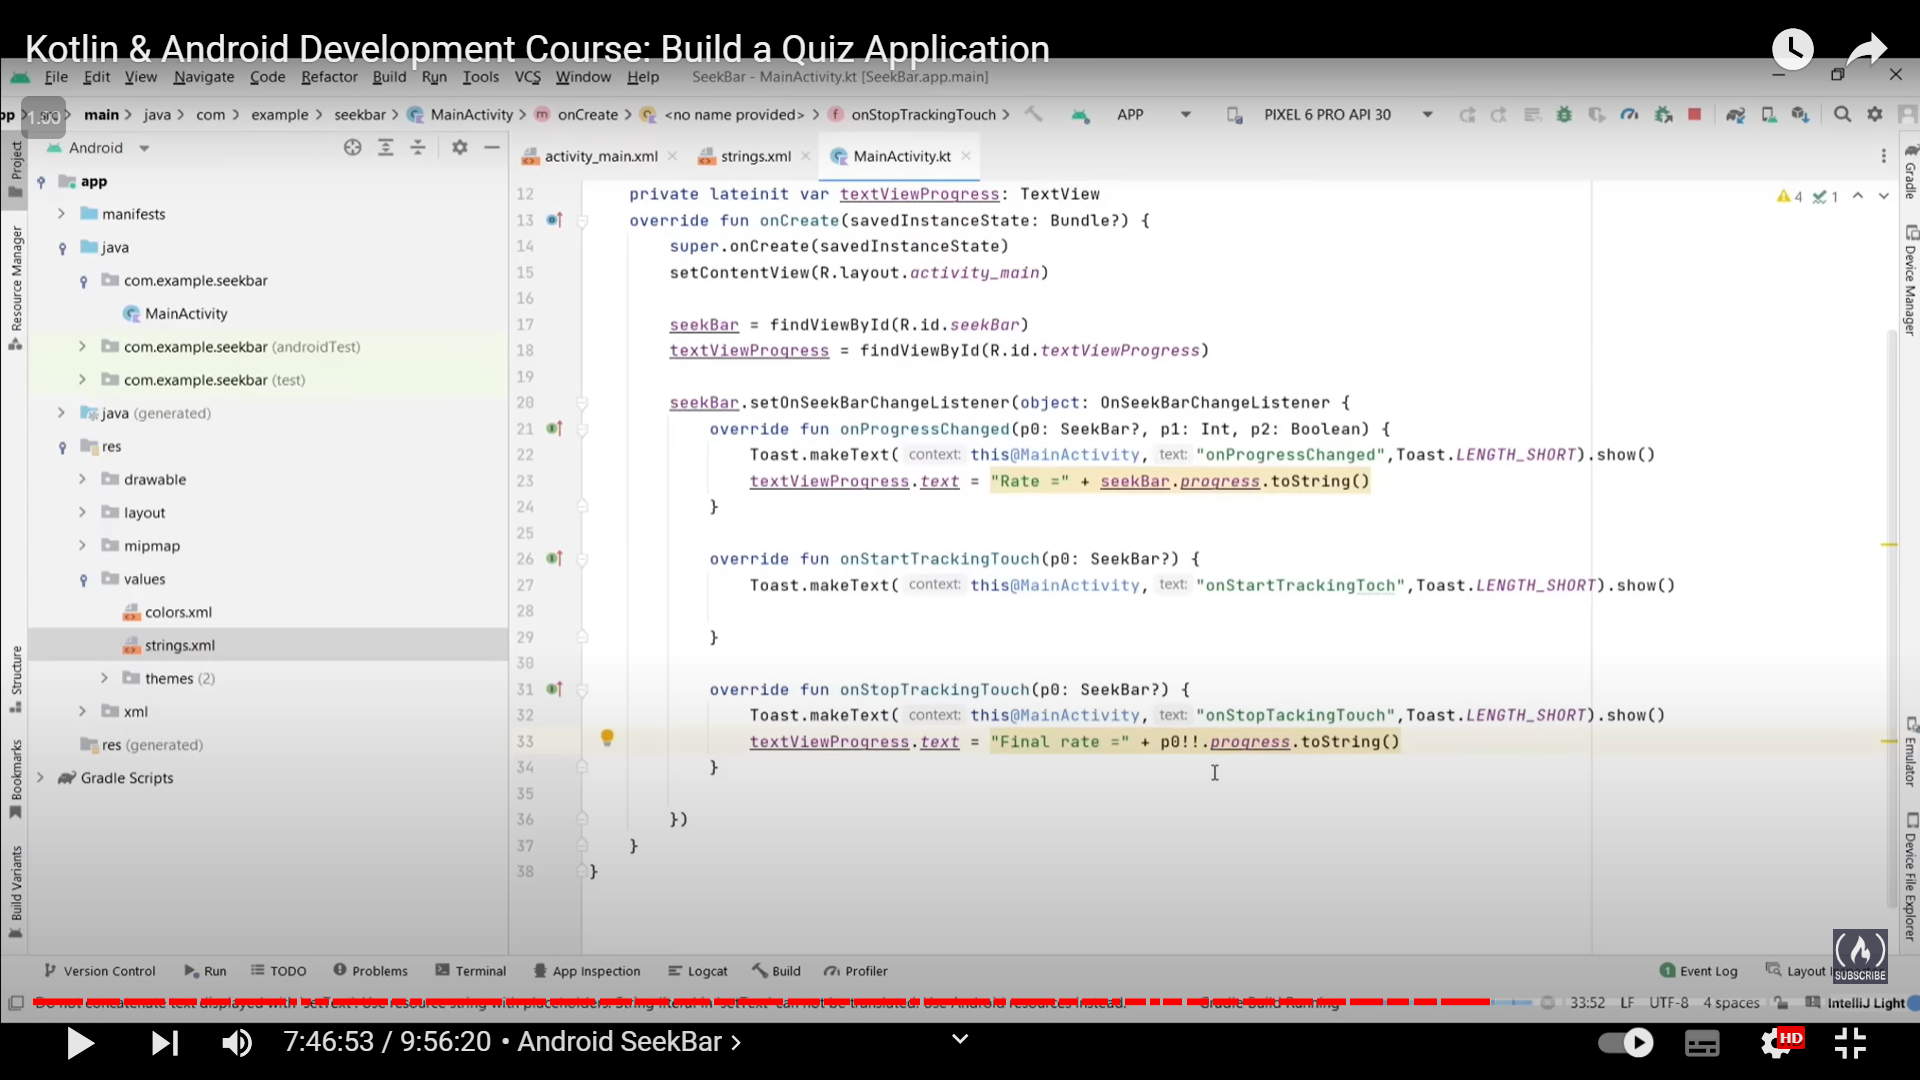 Kotlin & Android Development Course: Build a Quiz Application
File Edit View Navigate Code Refactor Build Run Tools VCS Window Help SeekBar - MainActivity.kt [SeekBar.app.main]
main java com example seekbar MainActivity onCreate <no name provided> onStopTrackingTouch APP PIXEL 6 PRO API 30
Android
activity_main.xml strings.xml MainActivity.kt
Project
Resource Manager
Structure
Bookmarks
Build Variants
app
manifests
java
com.example.seekbar
MainActivity
com.example.seekbar (androidTest)
com.example.seekbar (test)
java (generated)
res
drawable
layout
mipmap
values
colors.xml
strings.xml
themes (2)
xml
res (generated)
Gradle Scripts
12 private lateinit var textViewProgress: TextView
13 override fun onCreate(savedInstanceState: Bundle?) {
14 super.onCreate(savedInstanceState)
15 setContentView(R.layout.activity_main)
16
17 seekBar = findViewById(R.id.seekBar)
18 textViewProgress = findViewById(R.id.textViewProgress)
19
20 seekBar.setOnSeekBarChangeListener(object: OnSeekBarChangeListener {
21 override fun onProgressChanged(p0: SeekBar?, p1: Int, p2: Boolean) {
22 Toast.makeText( context: this@MainActivity, text: "onProgressChanged",Toast.LENGTH_SHORT).show()
23 textViewProgress.text = "Rate =" + seekBar.progress.toString()
24 }
25
26 override fun onStartTrackingTouch(p0: SeekBar?) {
27 Toast.makeText( context: this@MainActivity, text: "onStartTrackingToch",Toast.LENGTH_SHORT).show()
28
29 }
30
31 override fun onStopTrackingTouch(p0: SeekBar?) {
32 Toast.makeText( context: this@MainActivity, text: "onStopTackingTouch",Toast.LENGTH_SHORT).show()
33 textViewProgress.text = "Final rate =" + p0!!.progress.toString()
34 }
35
36 })
37 }
38 }
4 1
Gradle
Device Manager
Emulator
Device File Explorer
SUBSCRIBE
Version Control Run TODO Problems Terminal App Inspection Logcat Build Profiler Event Log Layout
Do not concatenate text displayed with 'setText'. Use resource string with placeholders. String literal in 'setText' can not be translated. Use Android resources instead. Gradle Build Running 33:52 LF UTF-8 4 spaces IntelliJ Light
7:46:53 / 9:56:20 • Android SeekBar HD